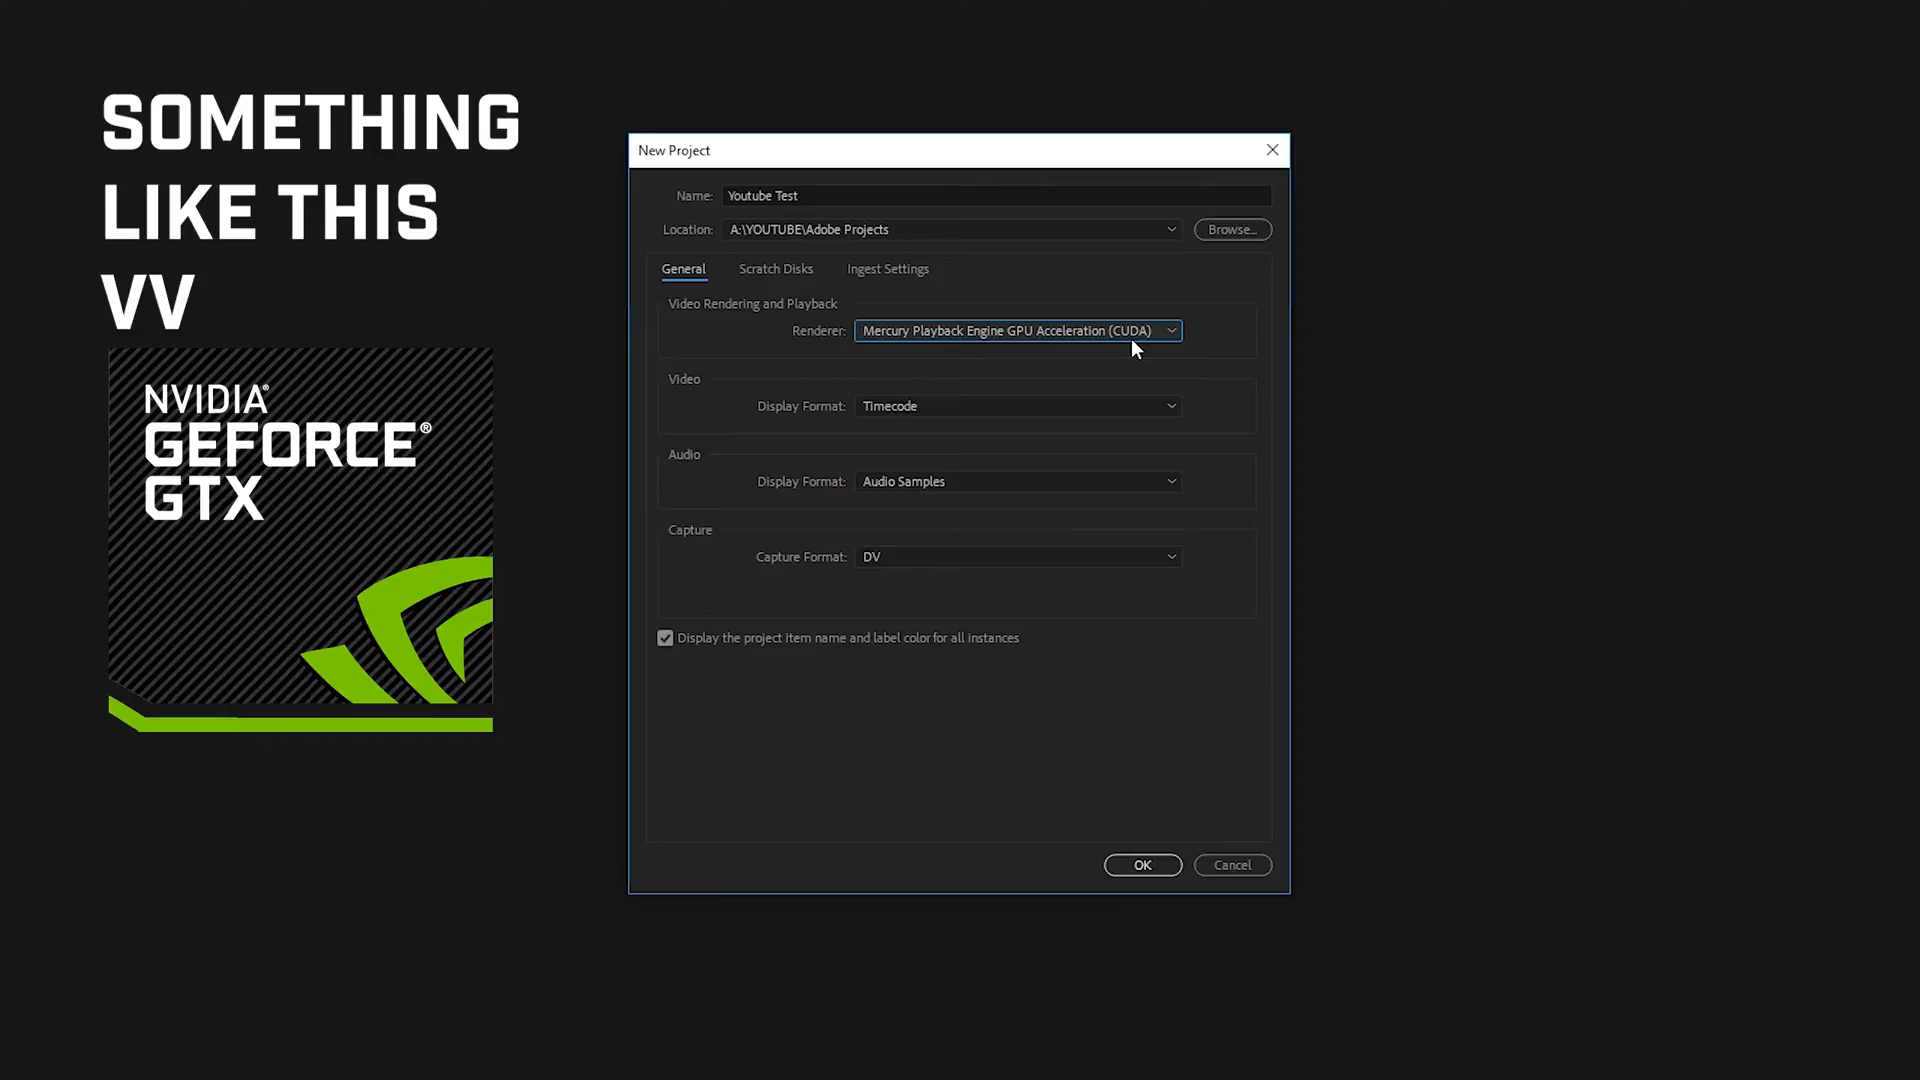 SOMETHING
LIKE THIS
VV
NVIDIA®
GEFORCE®
GTX
New Project
Name: Youtube Test
Location: A:\YOUTUBE\Adobe Projects Browse...
General Scratch Disks Ingest Settings
Video Rendering and Playback
Renderer: Mercury Playback Engine GPU Acceleration (CUDA)
Video
Display Format: Timecode
Audio
Display Format: Audio Samples
Capture
Capture Format: DV
Display the project item name and label color for all instances
OK Cancel